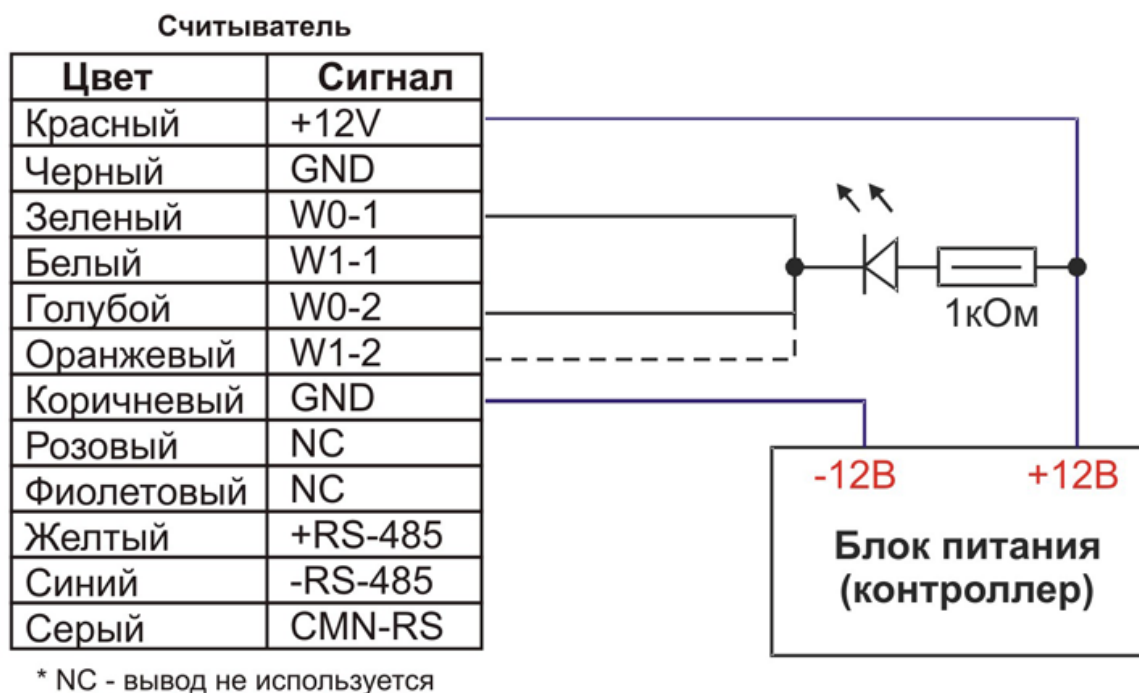 Считыватель
Цвет Сигнал
Красный +12V
Черный GND
Зеленый W0-1
Белый W1-1
Голубой W0-2
Оранжевый W1-2
Коричневый GND
Розовый NC
Фиолетовый NC
Желтый +RS-485
Синий -RS-485
Серый CMN-RS
* NC - вывод не используется
1кОм
-12В +12В
Блок питания
(контроллер)